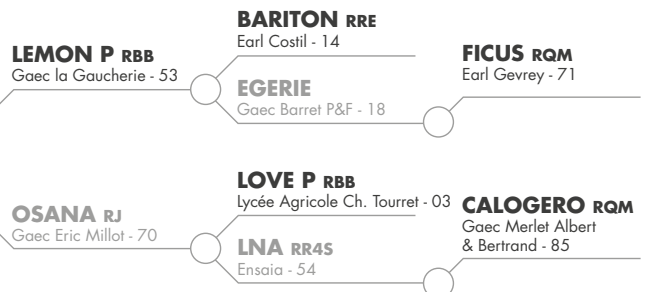 LEMON P RBB
Gaec la Gaucherie - 53
BARITON RRE
Earl Costil - 14
EGERIE
Gaec Barret P&F - 18
FICUS RQM
Earl Gevrey - 71
OSANA RJ
Gaec Eric Millot - 70
LOVE P RBB
Lycée Agricole Ch. Tourret - 03
LNA RR4S
Ensaia - 54
CALOGERO RQM
Gaec Merlet Albert
& Bertrand - 85